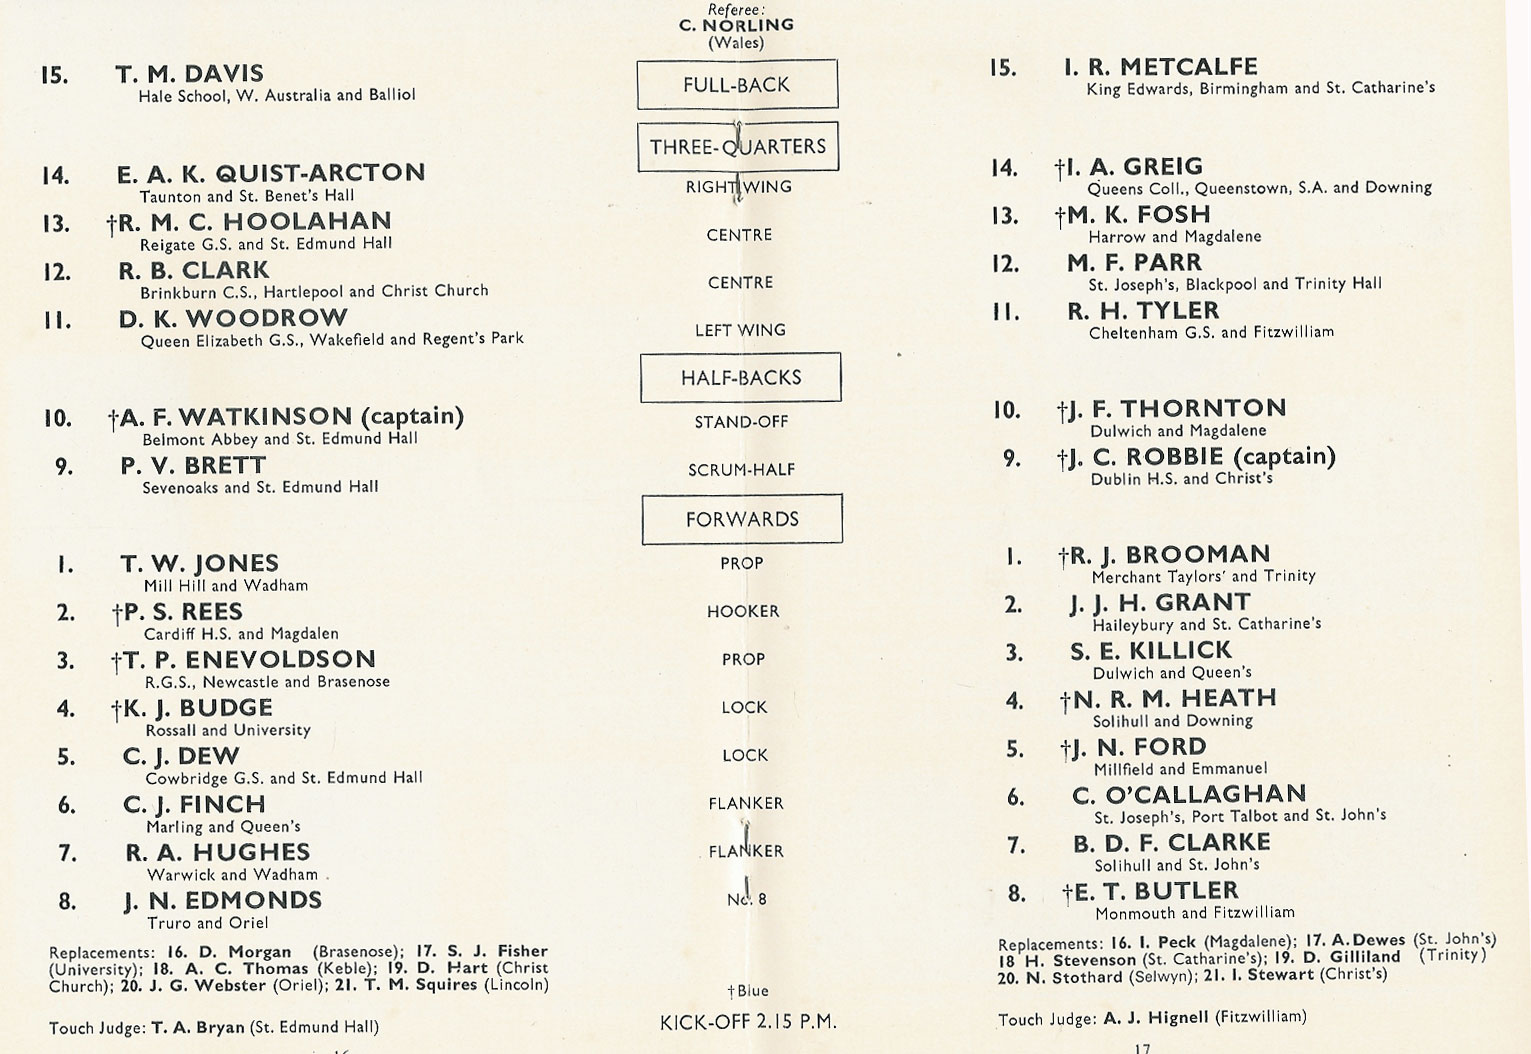 Referee:
C. NORLING
(Wales)
15. T. M. DAVIS
Hale School, W. Australia and Balliol
14. E. A. K. QUIST-ARCTON
Taunton and St. Benet's Hall
13. †R. M. C. HOOLAHAN
Reigate G.S. and St. Edmund Hall
12. R. B. CLARK
Brinkburn C.S., Hartlepool and Christ Church
11. D. K. WOODROW
Queen Elizabeth G.S., Wakefield and Regent's Park
10. †A. F. WATKINSON (captain)
Belmont Abbey and St. Edmund Hall
9. P. V. BRETT
Sevenoaks and St. Edmund Hall
1. T. W. JONES
Mill Hill and Wadham
2. †P. S. REES
Cardiff H.S. and Magdalen
3. †T. P. ENEVOLDSON
R.G.S., Newcastle and Brasenose
4. †K. J. BUDGE
Rossall and University
5. C. J. DEW
Cowbridge G.S. and St. Edmund Hall
6. C. J. FINCH
Marling and Queen's
7. R. A. HUGHES
Warwick and Wadham
8. J. N. EDMONDS
Truro and Oriel
Replacements: 16. D. Morgan (Brasenose); 17. S. J. Fisher
(University); 18. A. C. Thomas (Keble); 19. D. Hart (Christ
Church); 20. J. G. Webster (Oriel); 21. T. M. Squires (Lincoln)
Touch Judge: T. A. Bryan (St. Edmund Hall)
16
FULL-BACK
THREE-QUARTERS
RIGHT WING
CENTRE
CENTRE
LEFT WING
HALF-BACKS
STAND-OFF
SCRUM-HALF
FORWARDS
PROP
HOOKER
PROP
LOCK
LOCK
FLANKER
FLANKER
No. 8
†Blue
KICK-OFF 2.15 P.M.
15. I. R. METCALFE
King Edwards, Birmingham and St. Catharine's
14. †I. A. GREIG
Queens Coll., Queenstown, S.A. and Downing
13. †M. K. FOSH
Harrow and Magdalene
12. M. F. PARR
St. Joseph's, Blackpool and Trinity Hall
11. R. H. TYLER
Cheltenham G.S. and Fitzwilliam
10. †J. F. THORNTON
Dulwich and Magdalene
9. †J. C. ROBBIE (captain)
Dublin H.S. and Christ's
1. †R. J. BROOMAN
Merchant Taylors' and Trinity
2. J. J. H. GRANT
Haileybury and St. Catharine's
3. S. E. KILLICK
Dulwich and Queen's
4. †N. R. M. HEATH
Solihull and Downing
5. †J. N. FORD
Millfield and Emmanuel
6. C. O'CALLAGHAN
St. Joseph's, Port Talbot and St. John's
7. B. D. F. CLARKE
Solihull and St. John's
8. †E. T. BUTLER
Monmouth and Fitzwilliam
Replacements: 16. I. Peck (Magdalene); 17. A. Dewes (St. John's)
18 H. Stevenson (St. Catharine's); 19. D. Gilliland (Trinity)
20. N. Stothard (Selwyn); 21. I. Stewart (Christ's)
Touch Judge: A. J. Hignell (Fitzwilliam)
17